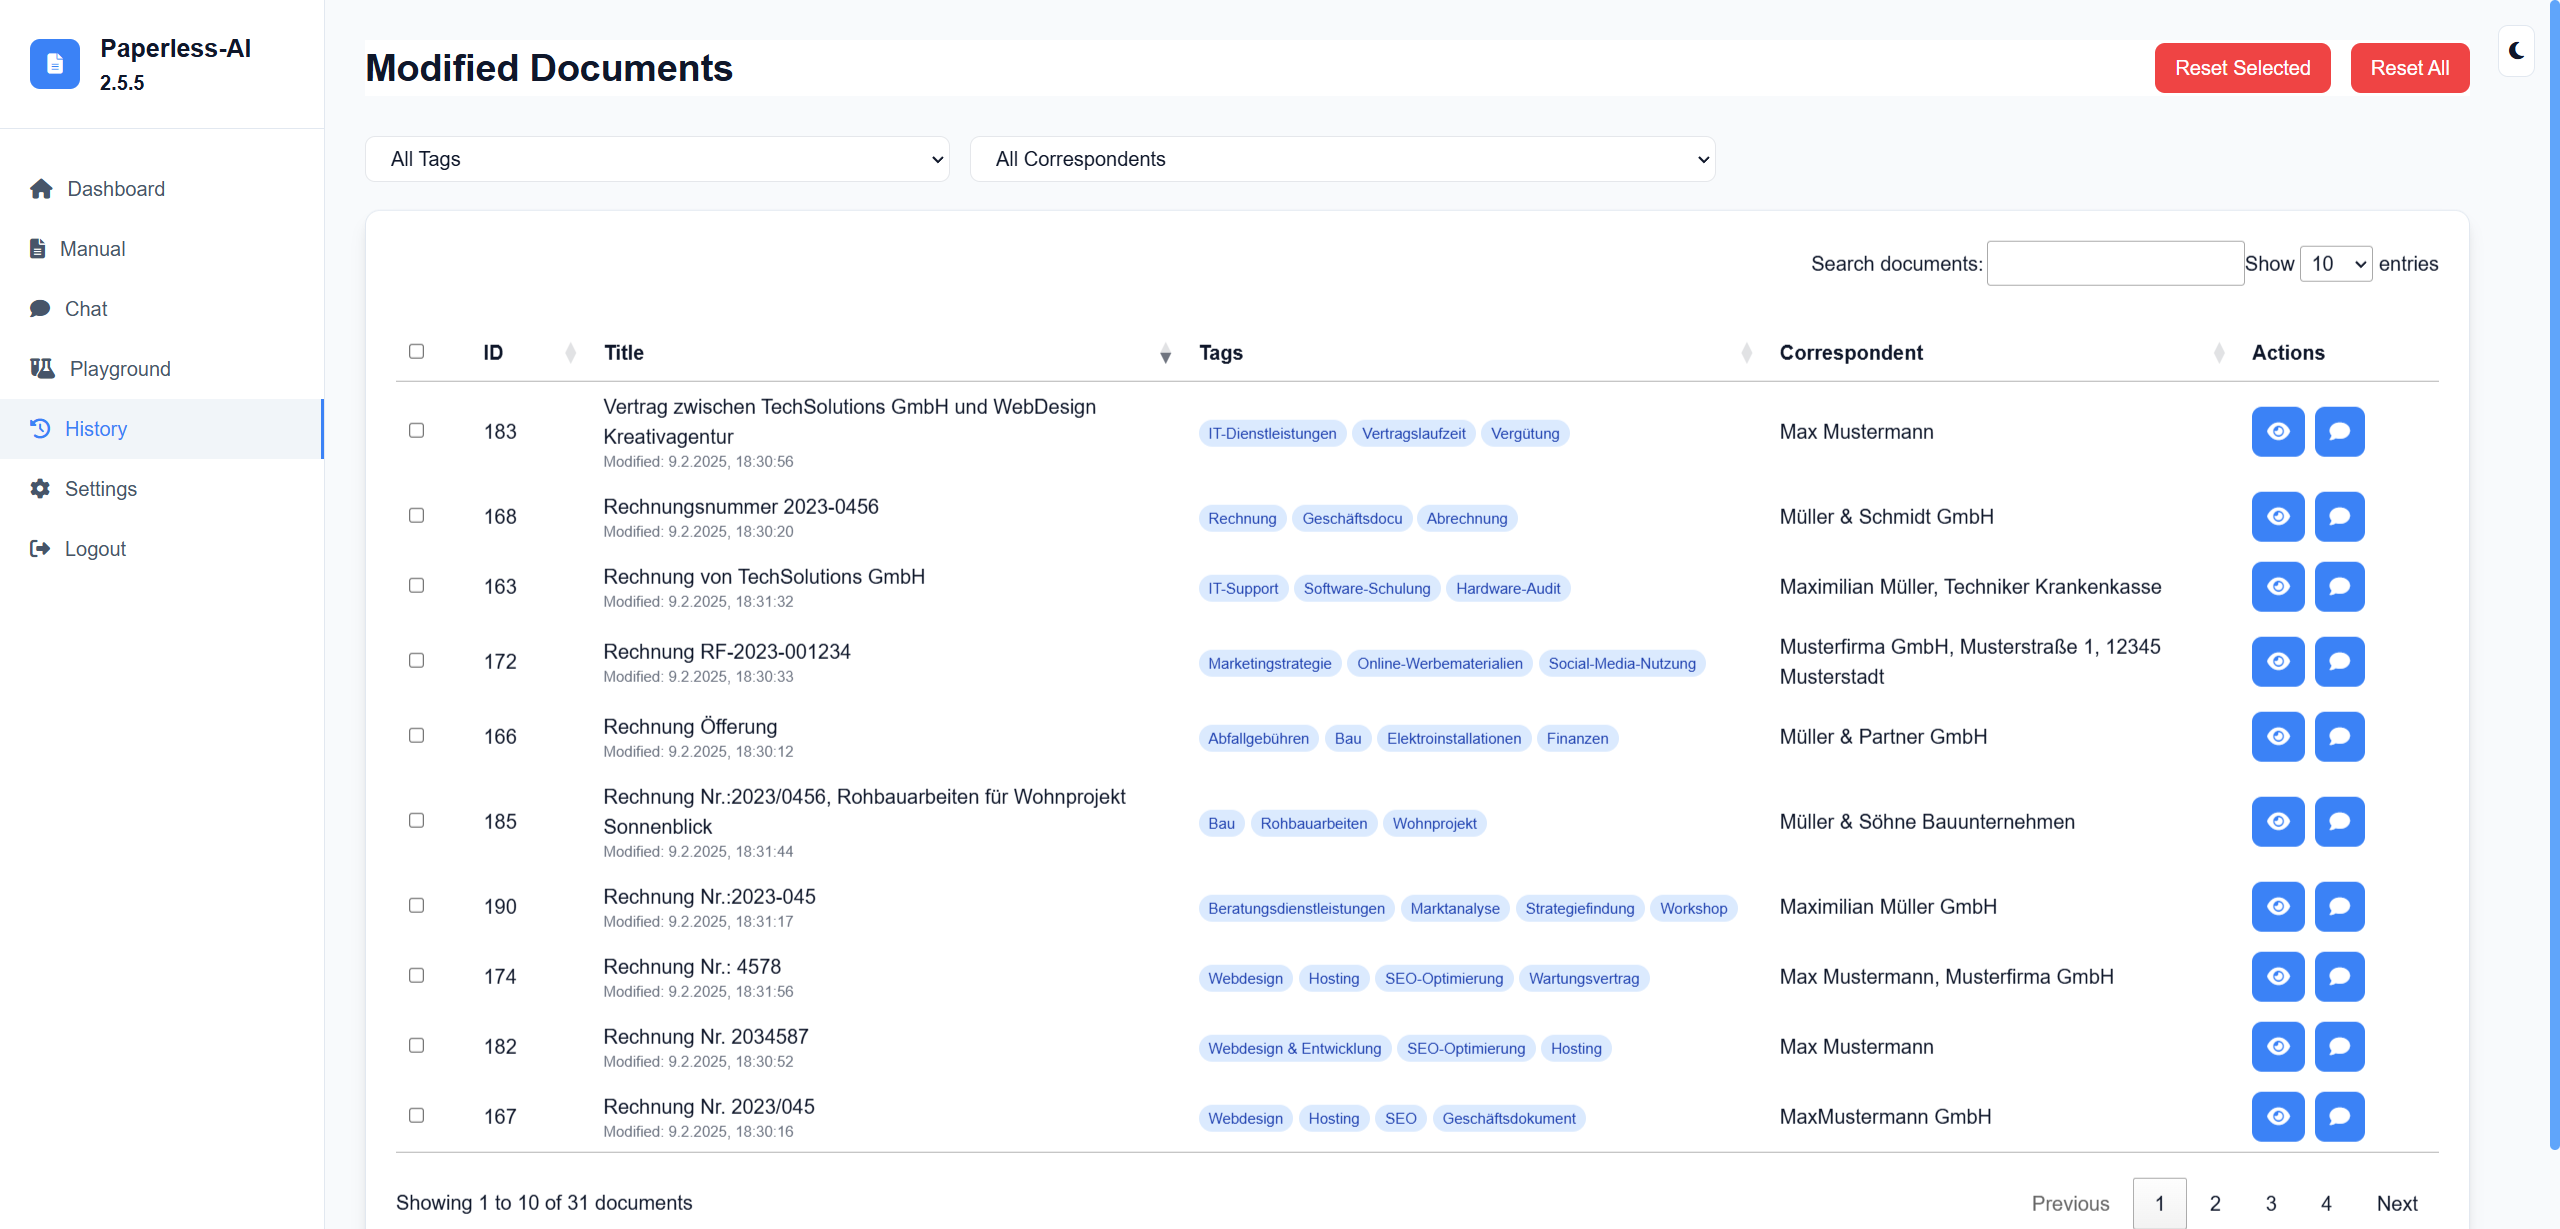 Paperless-AI
2.5.5
Dashboard
Manual
Chat
Playground
History
Settings
Logout
Modified Documents
Reset Selected
Reset All
All Tags
All Correspondents
Search documents:
Show 10 entries
ID Title Tags Correspondent Actions
183
Vertrag zwischen TechSolutions GmbH und WebDesign
Kreativagentur
Modified: 9.2.2025, 18:30:56
IT-Dienstleistungen Vertragslaufzeit Vergütung
Max Mustermann
168
Rechnungsnummer 2023-0456
Modified: 9.2.2025, 18:30:20
Rechnung Geschäftsdocu Abrechnung
Müller & Schmidt GmbH
163
Rechnung von TechSolutions GmbH
Modified: 9.2.2025, 18:31:32
IT-Support Software-Schulung Hardware-Audit
Maximilian Müller, Techniker Krankenkasse
172
Rechnung RF-2023-001234
Modified: 9.2.2025, 18:30:33
Marketingstrategie Online-Werbematerialien Social-Media-Nutzung
Musterfirma GmbH, Musterstraße 1, 12345
Musterstadt
166
Rechnung Öfferung
Modified: 9.2.2025, 18:30:12
Abfallgebühren Bau Elektroinstallationen Finanzen
Müller & Partner GmbH
185
Rechnung Nr.:2023/0456, Rohbauarbeiten für Wohnprojekt
Sonnenblick
Modified: 9.2.2025, 18:31:44
Bau Rohbauarbeiten Wohnprojekt
Müller & Söhne Bauunternehmen
190
Rechnung Nr.:2023-045
Modified: 9.2.2025, 18:31:17
Beratungsdienstleistungen Marktanalyse Strategiefindung Workshop
Maximilian Müller GmbH
174
Rechnung Nr.: 4578
Modified: 9.2.2025, 18:31:56
Webdesign Hosting SEO-Optimierung Wartungsvertrag
Max Mustermann, Musterfirma GmbH
182
Rechnung Nr. 2034587
Modified: 9.2.2025, 18:30:52
Webdesign & Entwicklung SEO-Optimierung Hosting
Max Mustermann
167
Rechnung Nr. 2023/045
Modified: 9.2.2025, 18:30:16
Webdesign Hosting SEO Geschäftsdokument
MaxMustermann GmbH
Showing 1 to 10 of 31 documents
Previous 1 2 3 4 Next